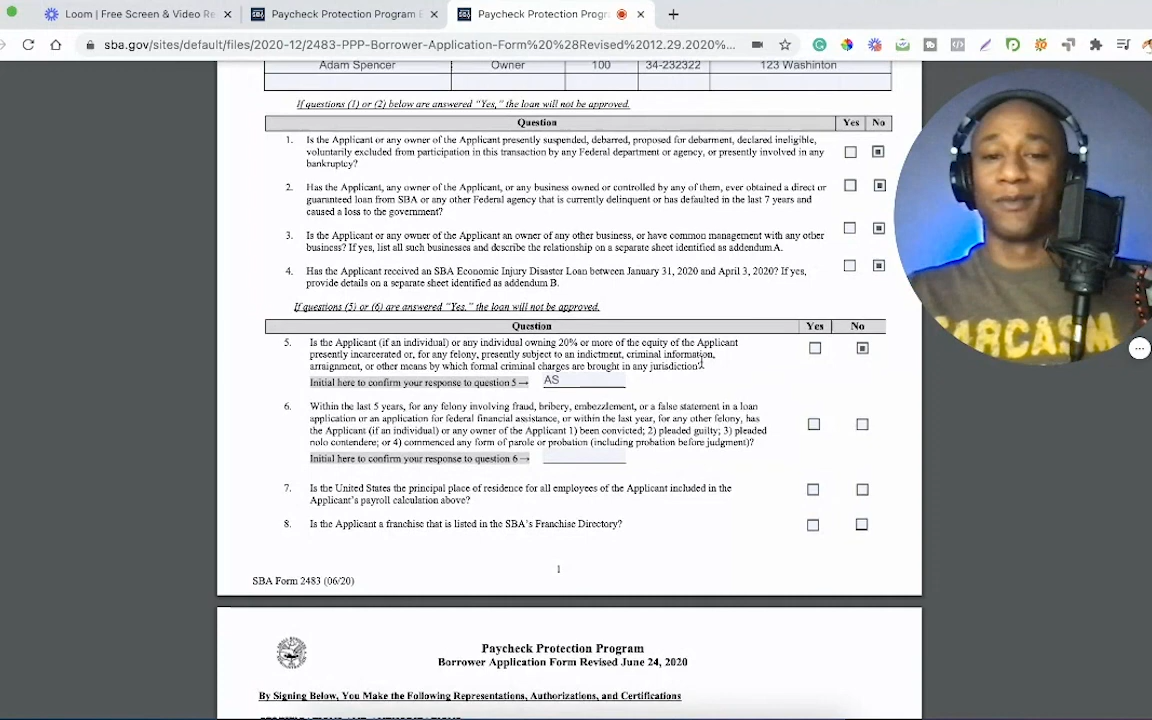 Loom | Free Screen & Video Re
Paycheck Protection Program
Paycheck Protection Progr
sba.gov/sites/default/files/2020-12/2483-PPP-Borrower-Application-Form%20%28Revised%2012.29.2020%...
Adam Spencer Owner 100 34-232322 123 Washinton
If questions (1) or (2) below are answered “Yes,” the loan will not be approved.
Question Yes No
1. Is the Applicant or any owner of the Applicant presently suspended, debarred, proposed for debarment, declared ineligible,
voluntarily excluded from participation in this transaction by any Federal department or agency, or presently involved in any
bankruptcy?
2. Has the Applicant, any owner of the Applicant, or any business owned or controlled by any of them, ever obtained a direct or
guaranteed loan from SBA or any other Federal agency that is currently delinquent or has defaulted in the last 7 years and
caused a loss to the government?
3. Is the Applicant or any owner of the Applicant an owner of any other business, or have common management with any other
business? If yes, list all such businesses and describe the relationship on a separate sheet identified as addendum A.
4. Has the Applicant received an SBA Economic Injury Disaster Loan between January 31, 2020 and April 3, 2020? If yes,
provide details on a separate sheet identified as addendum B.
If questions (5) or (6) are answered “Yes,” the loan will not be approved.
Question Yes No
5. Is the Applicant (if an individual) or any individual owning 20% or more of the equity of the Applicant
presently incarcerated or, for any felony, presently subject to an indictment, criminal information,
arraignment, or other means by which formal criminal charges are brought in any jurisdiction?
Initial here to confirm your response to question 5 → AS
6. Within the last 5 years, for any felony involving fraud, bribery, embezzlement, or a false statement in a loan
application or an application for federal financial assistance, or within the last year, for any other felony, has
the Applicant (if an individual) or any owner of the Applicant 1) been convicted; 2) pleaded guilty; 3) pleaded
nolo contendere; or 4) commenced any form of parole or probation (including probation before judgment)?
Initial here to confirm your response to question 6 →
7. Is the United States the principal place of residence for all employees of the Applicant included in the
Applicant’s payroll calculation above?
8. Is the Applicant a franchise that is listed in the SBA’s Franchise Directory?
1
SBA Form 2483 (06/20)
Paycheck Protection Program
Borrower Application Form Revised June 24, 2020
By Signing Below, You Make the Following Representations, Authorizations, and Certifications
SARCASM